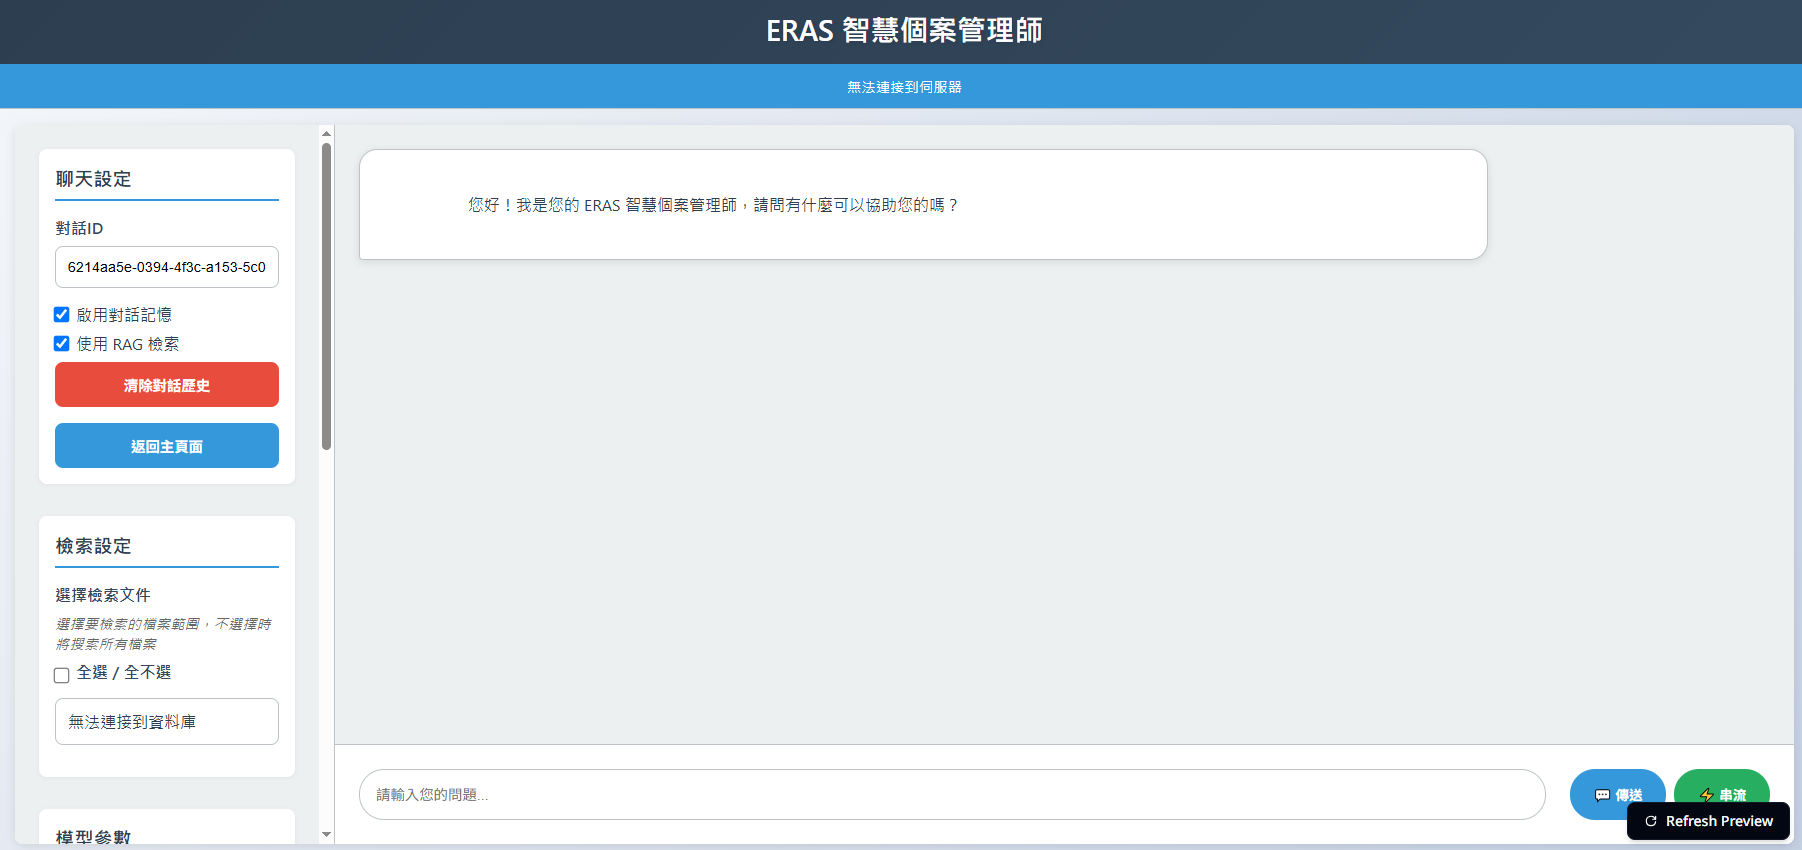 ERAS 智慧個案管理師
無法連接到伺服器
聊天設定
對話ID
6214aa5e-0394-4f3c-a153-5c0
啟用對話記憶
使用 RAG 檢索
清除對話歷史
返回主頁面
檢索設定
選擇檢索文件
選擇要檢索的檔案範圍，不選擇時
將搜索所有檔案
全選 / 全不選
無法連接到資料庫
模型參數
您好！我是您的 ERAS 智慧個案管理師，請問有什麼可以協助您的嗎？
請輸入您的問題...
傳送
串流
Refresh Preview